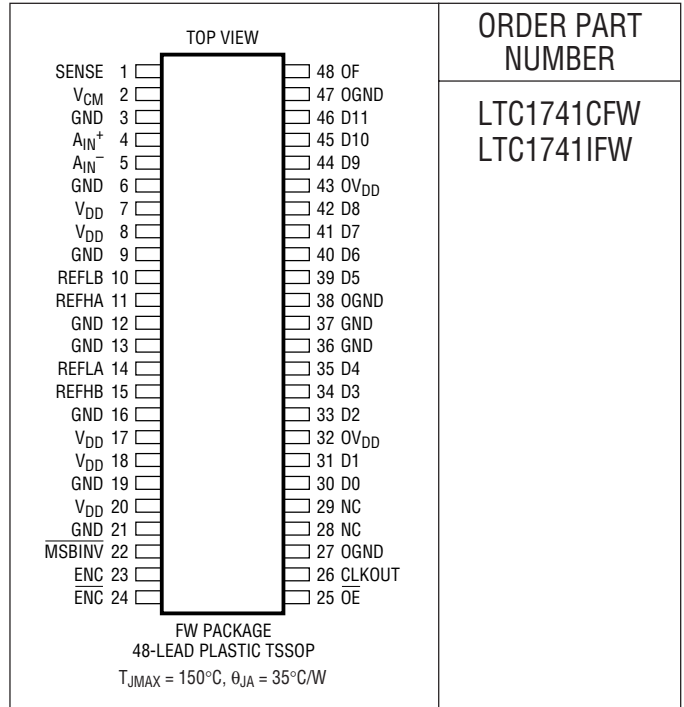 TOP VIEW
SENSE 1
V_CM 2
GND 3
A_IN^+ 4
A_IN^– 5
GND 6
V_DD 7
V_DD 8
GND 9
REFLB 10
REFHA 11
GND 12
GND 13
REFLA 14
REFHB 15
GND 16
V_DD 17
V_DD 18
GND 19
V_DD 20
GND 21
M̅S̅B̅I̅N̅V̅ 22
ENC 23
E̅N̅C̅ 24
48 OF
47 OGND
46 D11
45 D10
44 D9
43 OV_DD
42 D8
41 D7
40 D6
39 D5
38 OGND
37 GND
36 GND
35 D4
34 D3
33 D2
32 OV_DD
31 D1
30 D0
29 NC
28 NC
27 OGND
26 CLKOUT
25 O̅E̅
FW PACKAGE
48-LEAD PLASTIC TSSOP
T_JMAX = 150°C, θ_JA = 35°C/W
ORDER PART
NUMBER
LTC1741CFW
LTC1741IFW